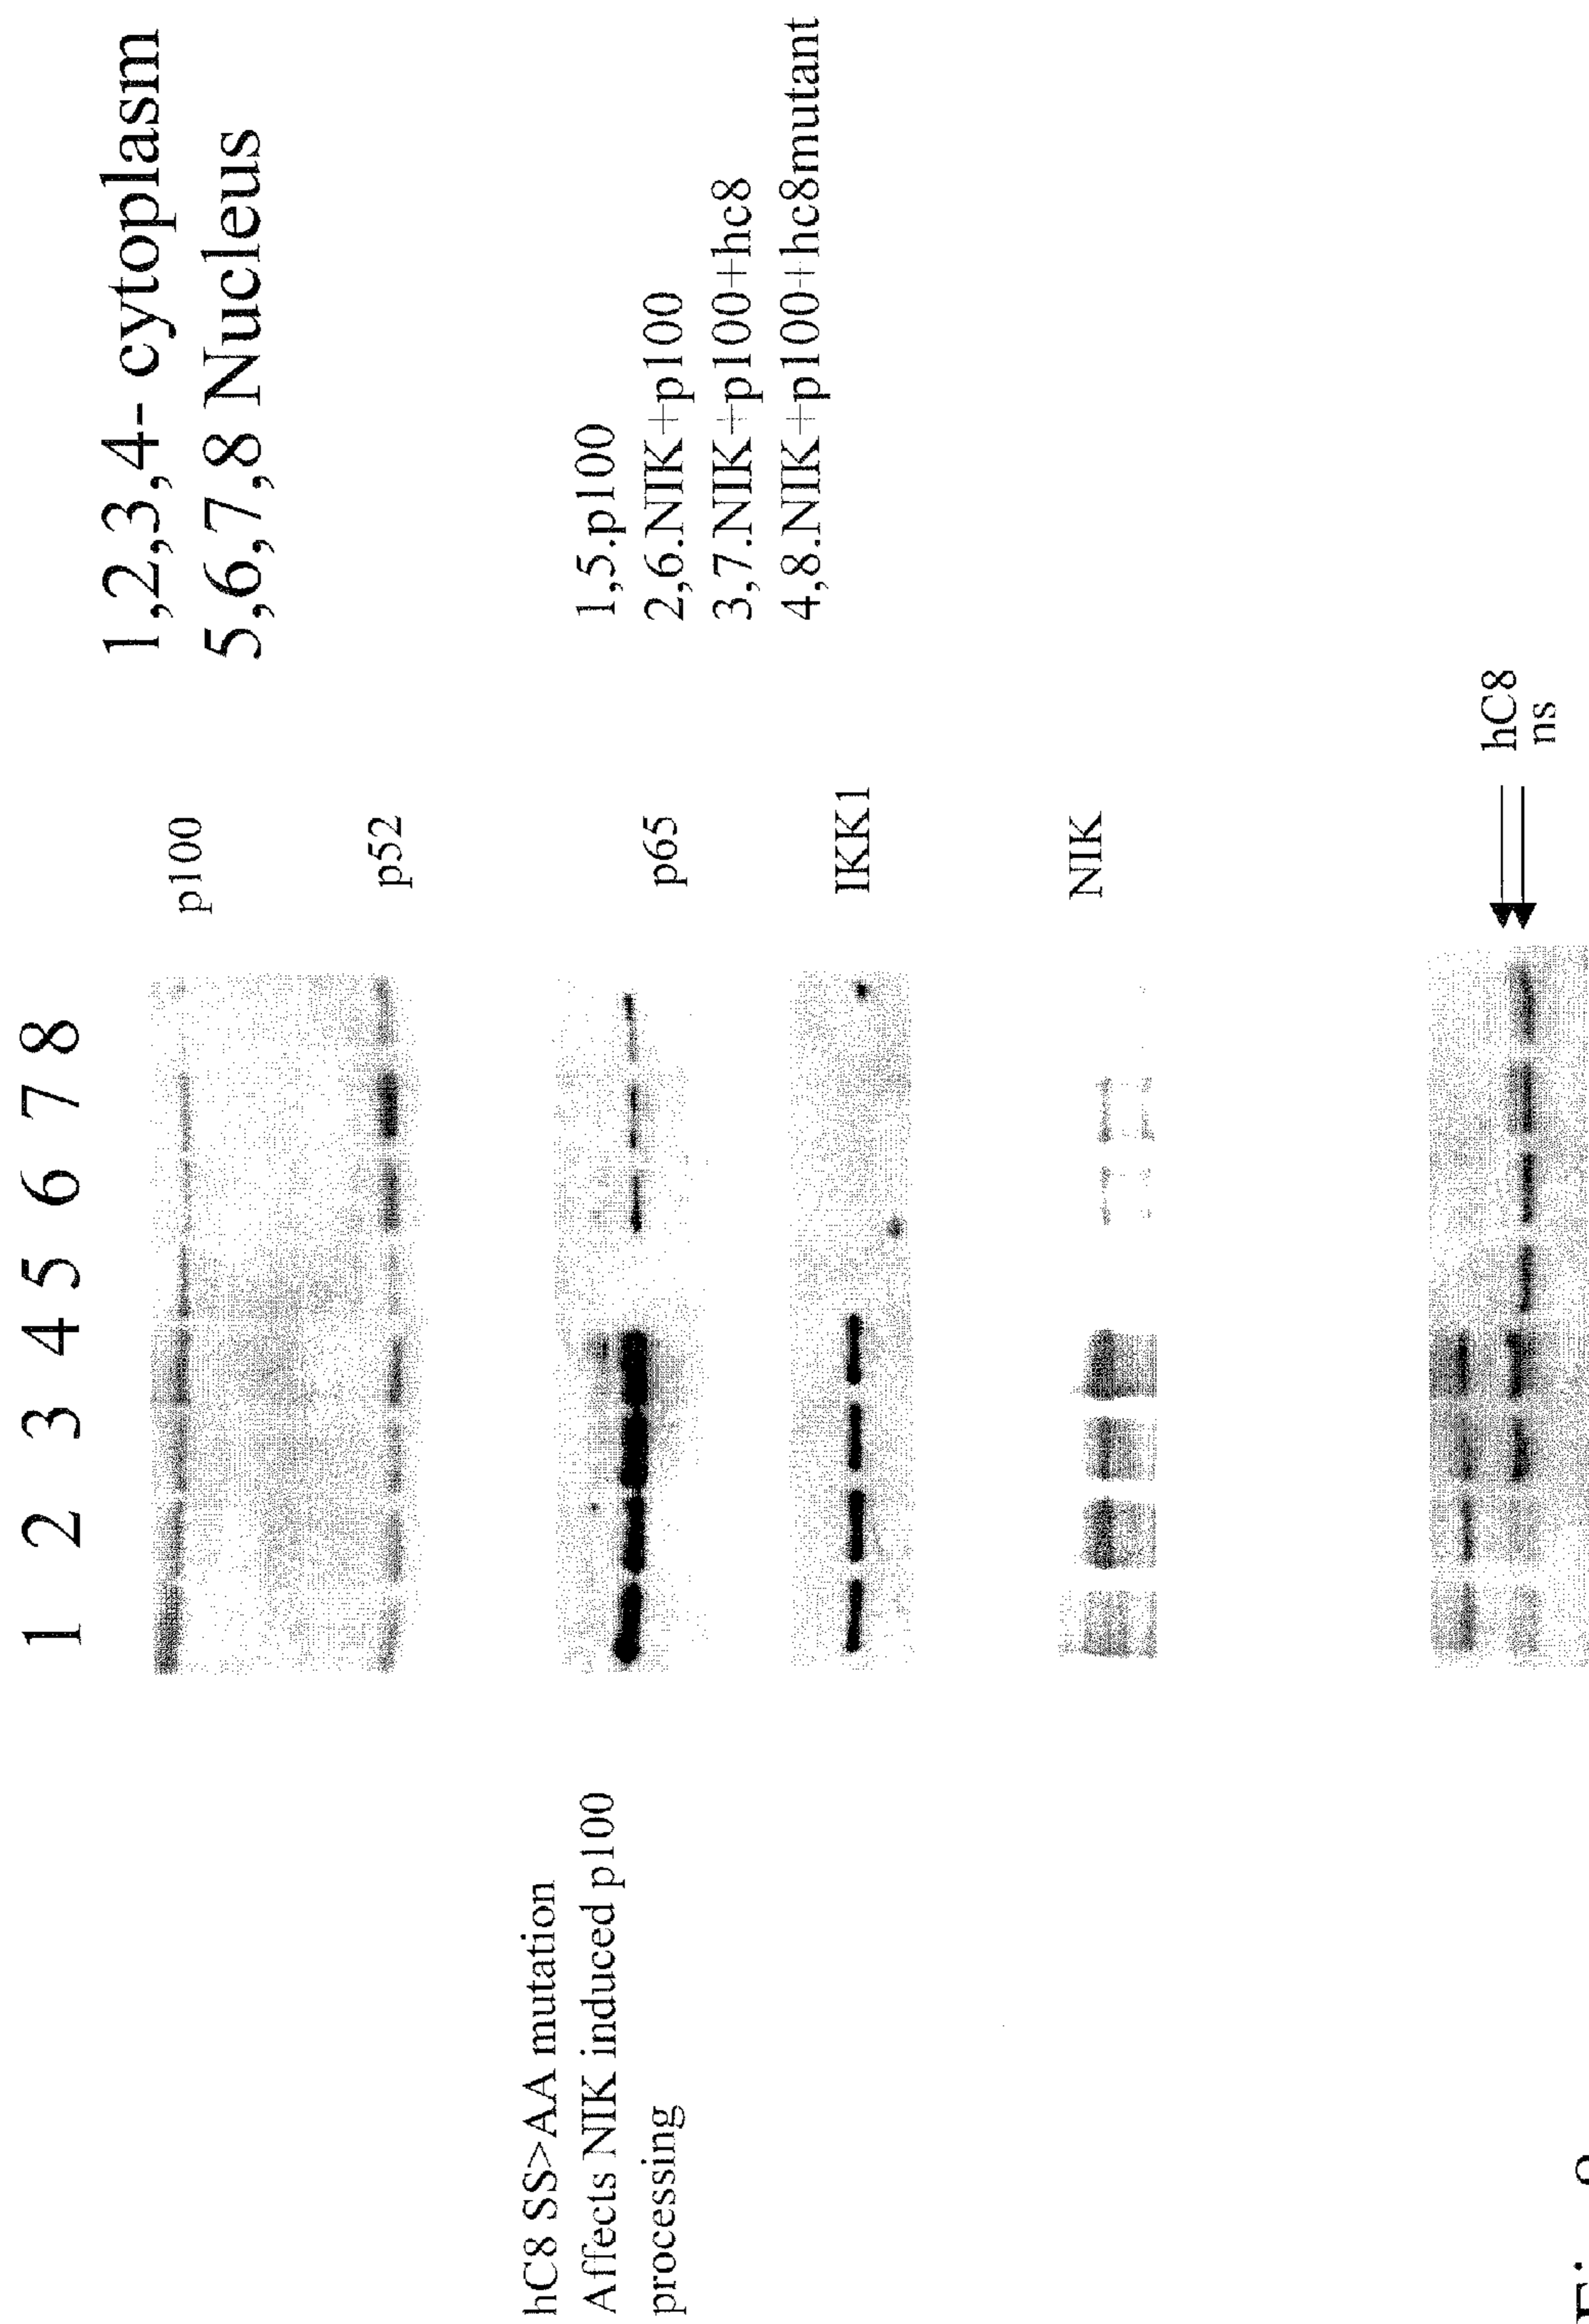 1 2 3 4 5 6 7 8
1,2,3,4- cytoplasm
5,6,7,8 Nucleus
p100
p52
hC8 SS>AA mutation
Affects NIK induced p100
processing
p65
1,5.p100
2,6.NIK+p100
3,7.NIK+p100+hc8
4,8.NIK+p100+hc8mutant
IKK1
NIK
hC8
ns